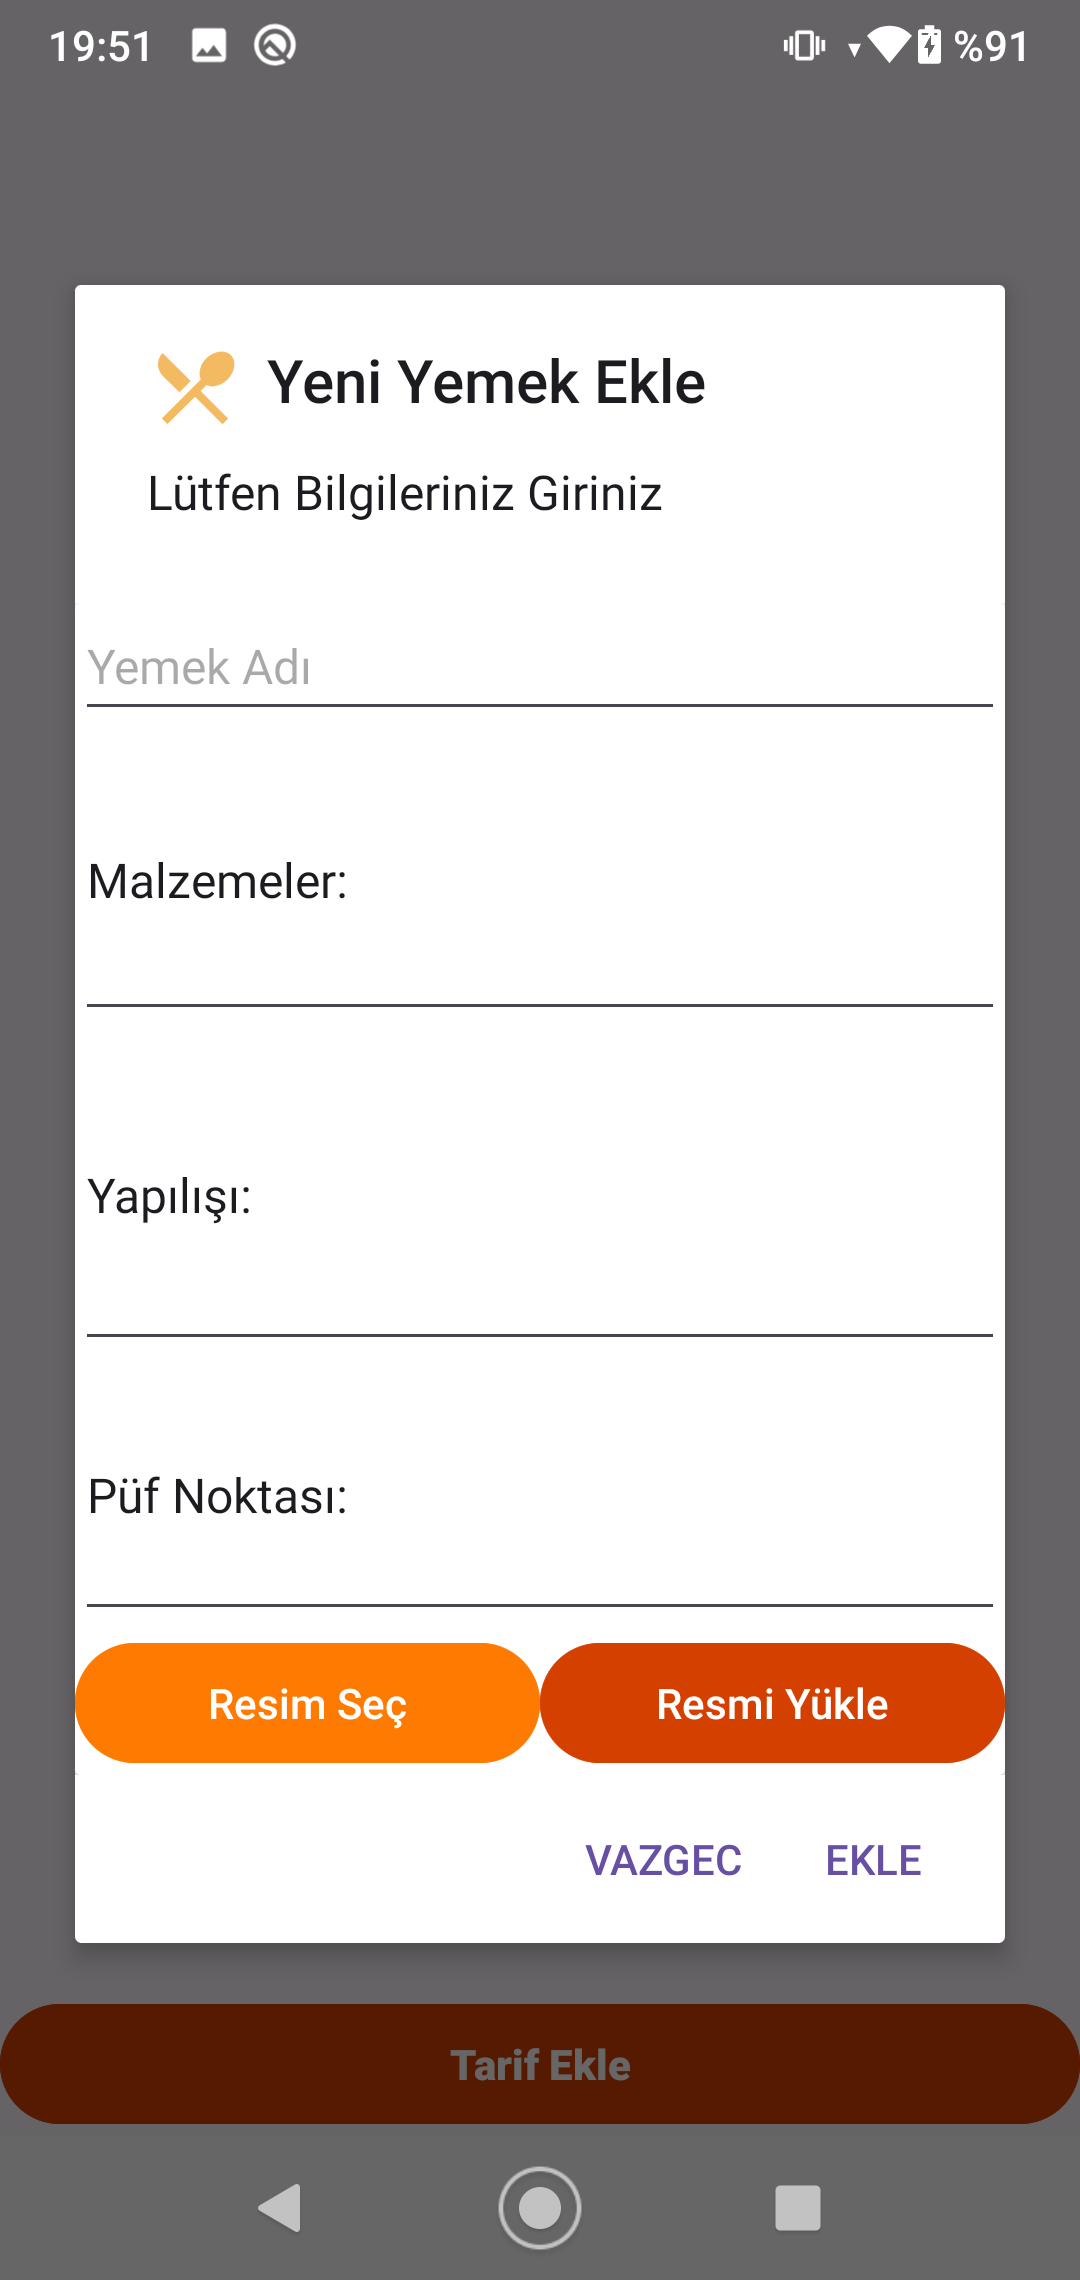 19:51
%91
Yeni Yemek Ekle
Lütfen Bilgileriniz Giriniz
Yemek Adı
Malzemeler:
Yapılışı:
Püf Noktası:
Resim Seç
Resmi Yükle
VAZGEC
EKLE
Tarif Ekle